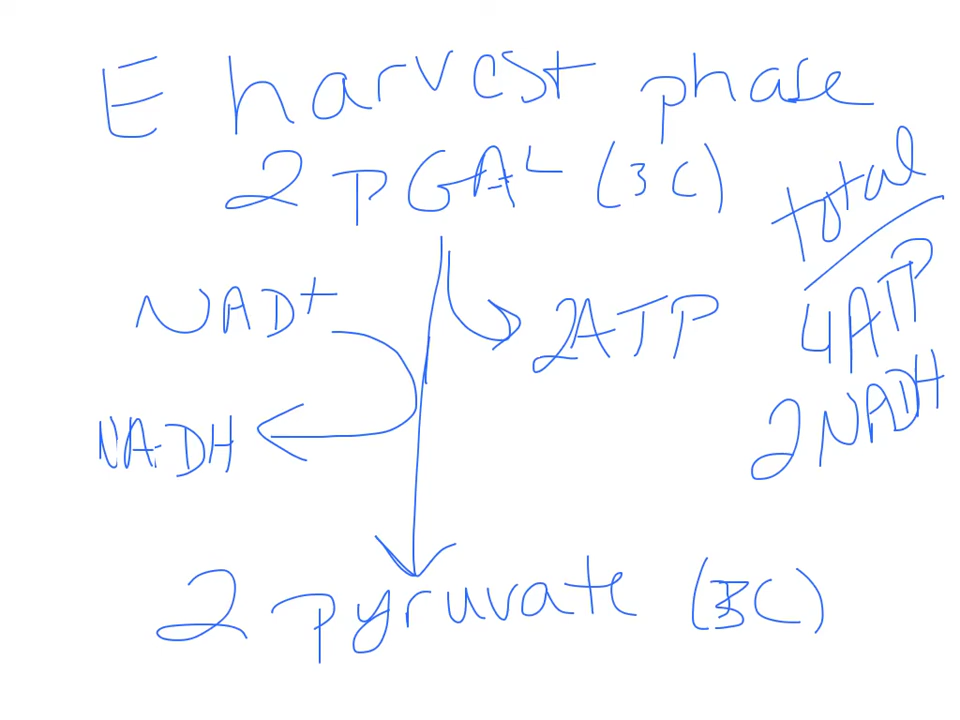 E harvest phase
2 PGAL (3C)
total
NAD+
2ATP
4ATP
2NADH
NADH
2 pyruvate (3C)